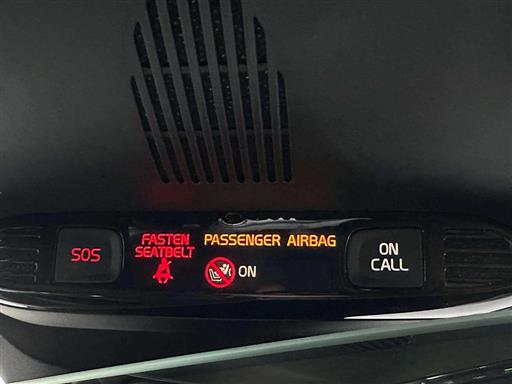 SOS
FASTEN
SEATBELT
PASSENGER AIRBAG
ON
ON
CALL